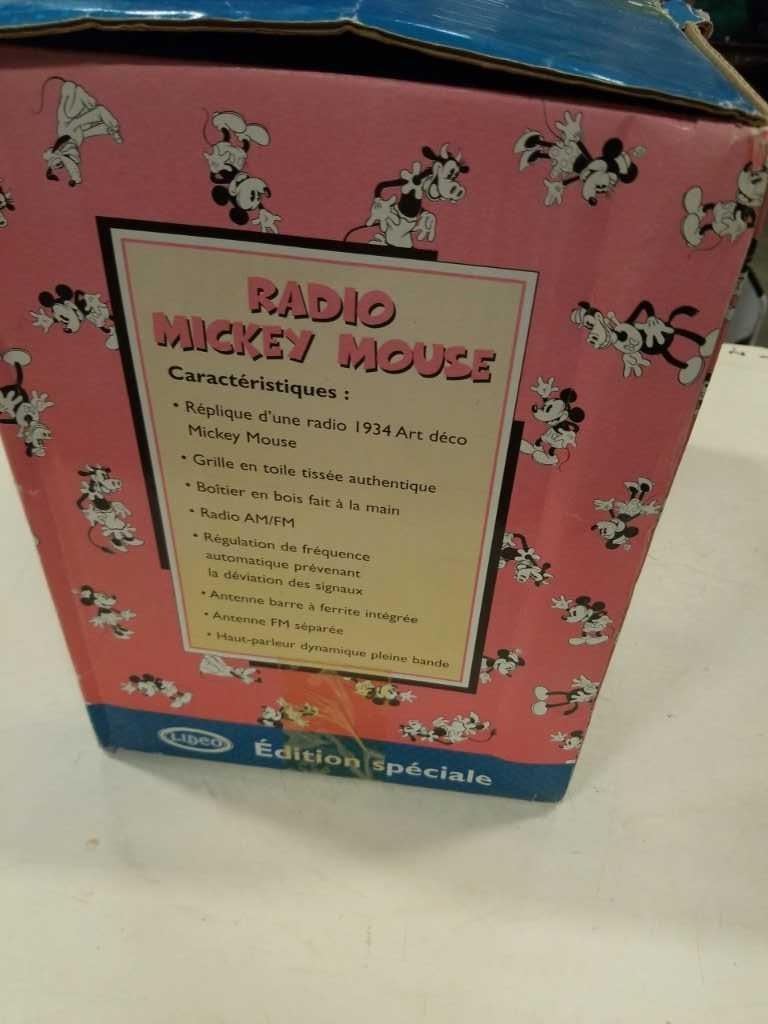 RADIO
MICKEY MOUSE
Caractéristiques :
• Réplique d'une radio 1934 Art déco
Mickey Mouse
• Grille en toile tissée authentique
• Boîtier en bois fait à la main
• Radio AM/FM
• Régulation de fréquence
automatique prévenant
la déviation des signaux
• Antenne barre à ferrite intégrée
• Antenne FM séparée
• Haut-parleur dynamique pleine bande
LIDCO Édition spéciale